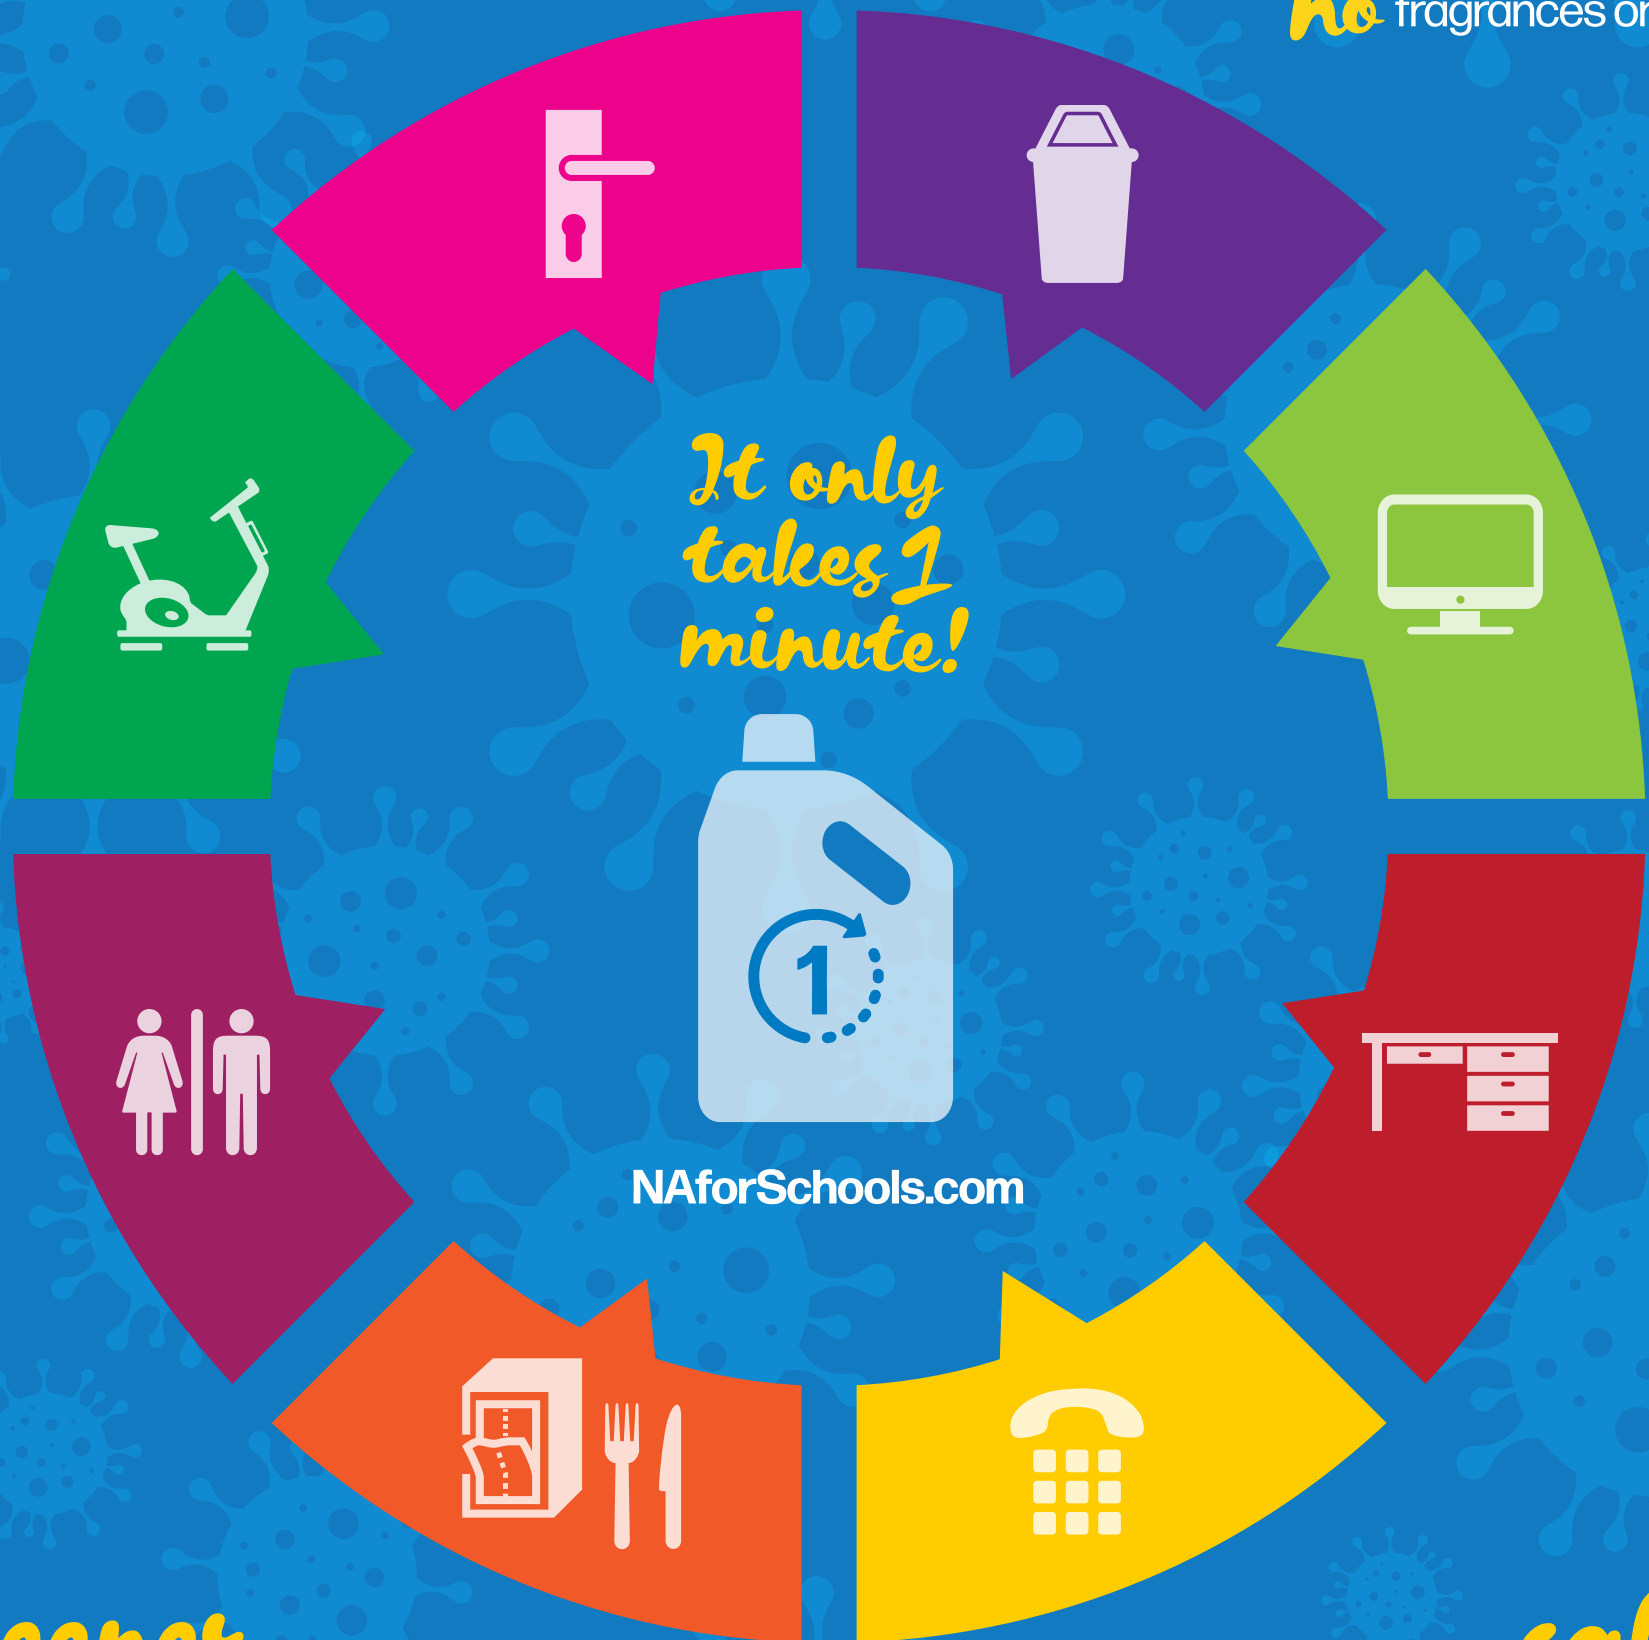 no fragrances or
It only
takes 1
minute!
1
NAforSchools.com